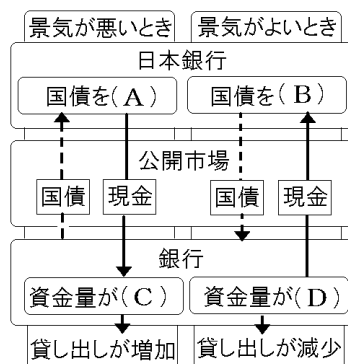 景気が悪いとき 景気がよいとき
日本銀行
国債を(A) 国債を(B)
公開市場
国債 現金 国債 現金
銀行
資金量が(C) 資金量が(D)
貸し出しが増加 貸し出しが減少